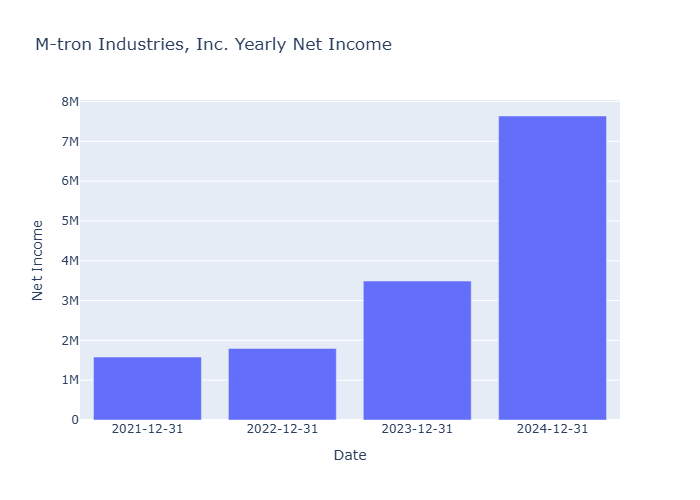 M-tron Industries, Inc. Yearly Net Income
8M
7M
6M
5M
4M
3M
2M
1M
0
Net Income
2021-12-31
2022-12-31
2023-12-31
2024-12-31
Date